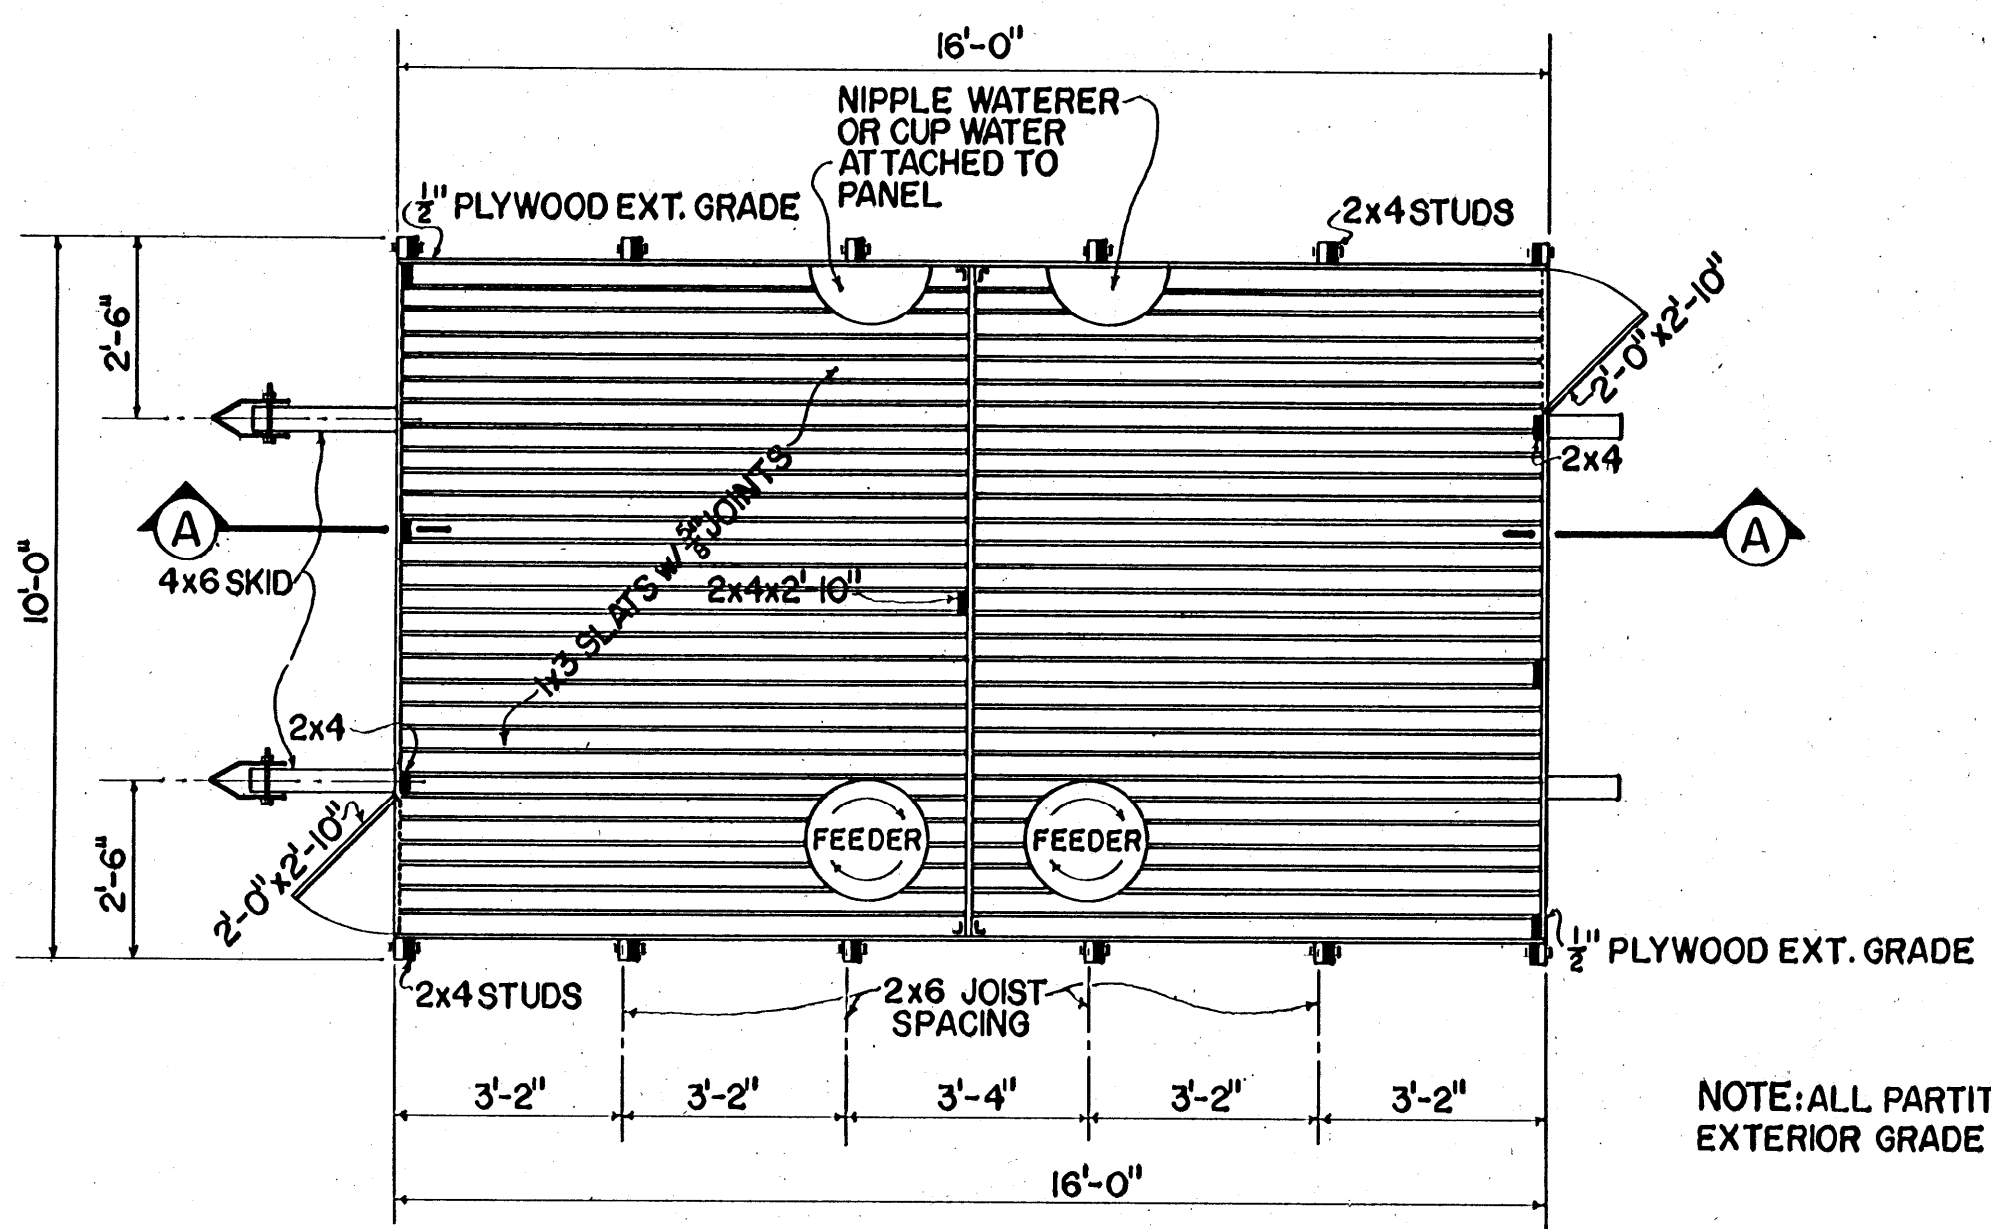 16'-0"
NIPPLE WATERER
OR CUP WATER
ATTACHED TO
PANEL
1/2" PLYWOOD EXT. GRADE
2x4 STUDS
2'-6"
2'-0" x 2'-10"
2x4
A
A
10'-0"
4x6 SKID
1x3 SLATS w/ 5/8" JOINTS
2x4x2'-10"
2x4
2'-6"
2'-0" x 2'-10"
FEEDER
FEEDER
1/2" PLYWOOD EXT. GRADE
2x4 STUDS
2x6 JOIST
SPACING
3'-2"
3'-2"
3'-4"
3'-2"
3'-2"
NOTE: ALL PARTIT
EXTERIOR GRADE
16'-0"